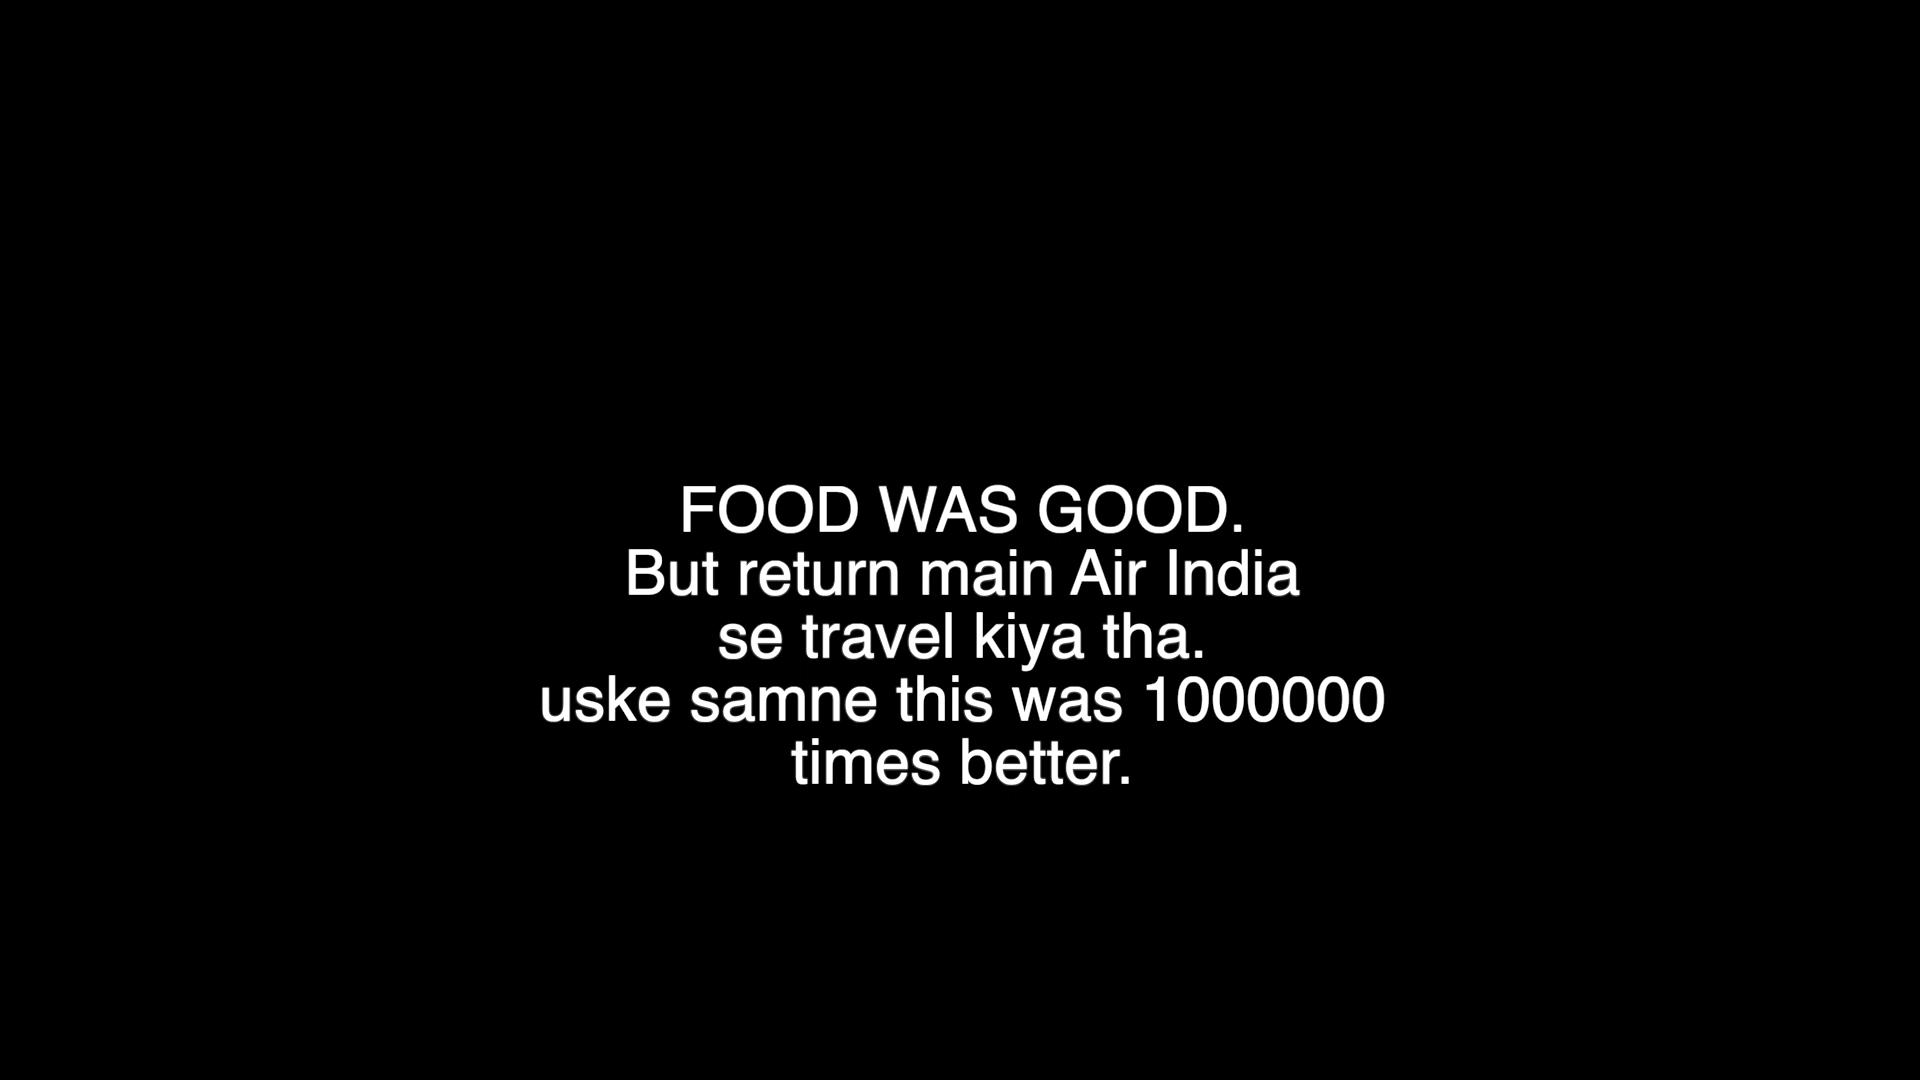 FOOD WAS GOOD.
But return main Air India
se travel kiya tha.
uske samne this was 1000000
times better.